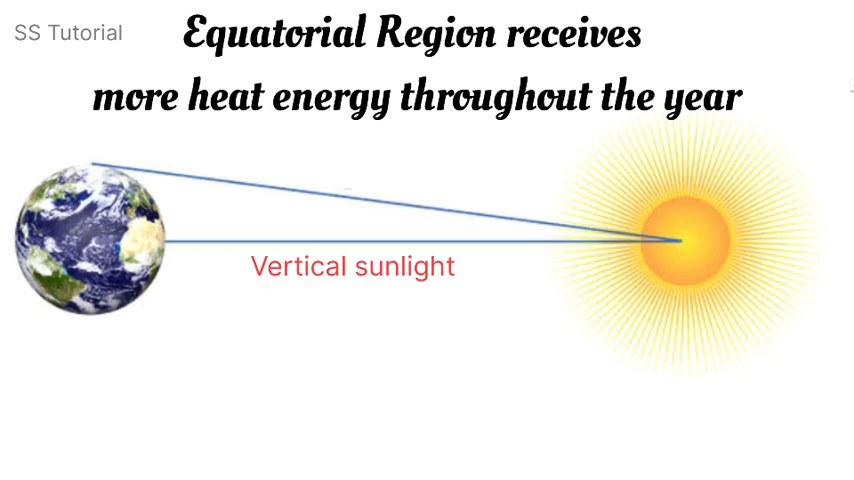 SS Tutorial
Equatorial Region receives
more heat energy throughout the year
Vertical sunlight